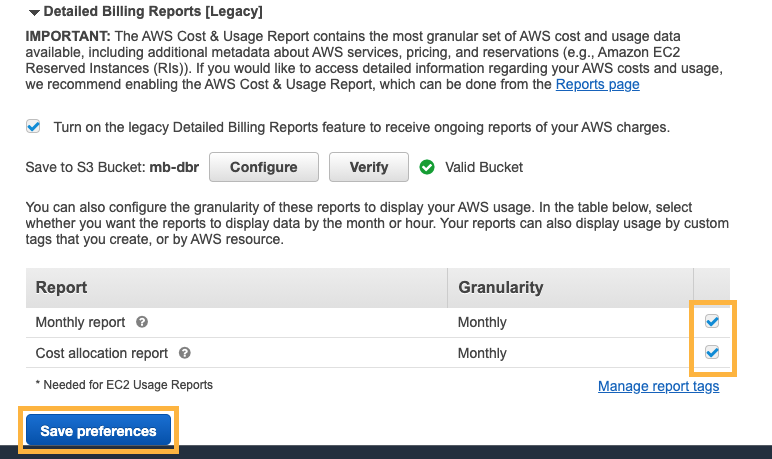 Detailed Billing Reports [Legacy]
IMPORTANT: The AWS Cost & Usage Report contains the most granular set of AWS cost and usage data
available, including additional metadata about AWS services, pricing, and reservations (e.g., Amazon EC2
Reserved Instances (RIs)). If you would like to access detailed information regarding your AWS costs and usage,
we recommend enabling the AWS Cost & Usage Report, which can be done from the Reports page
Turn on the legacy Detailed Billing Reports feature to receive ongoing reports of your AWS charges.
Save to S3 Bucket: mb-dbr Configure Verify Valid Bucket
You can also configure the granularity of these reports to display your AWS usage. In the table below, select
whether you want the reports to display data by the month or hour. Your reports can also display usage by custom
tags that you create, or by AWS resource.
Report Granularity
Monthly report ? Monthly
Cost allocation report ? Monthly
* Needed for EC2 Usage Reports Manage report tags
Save preferences